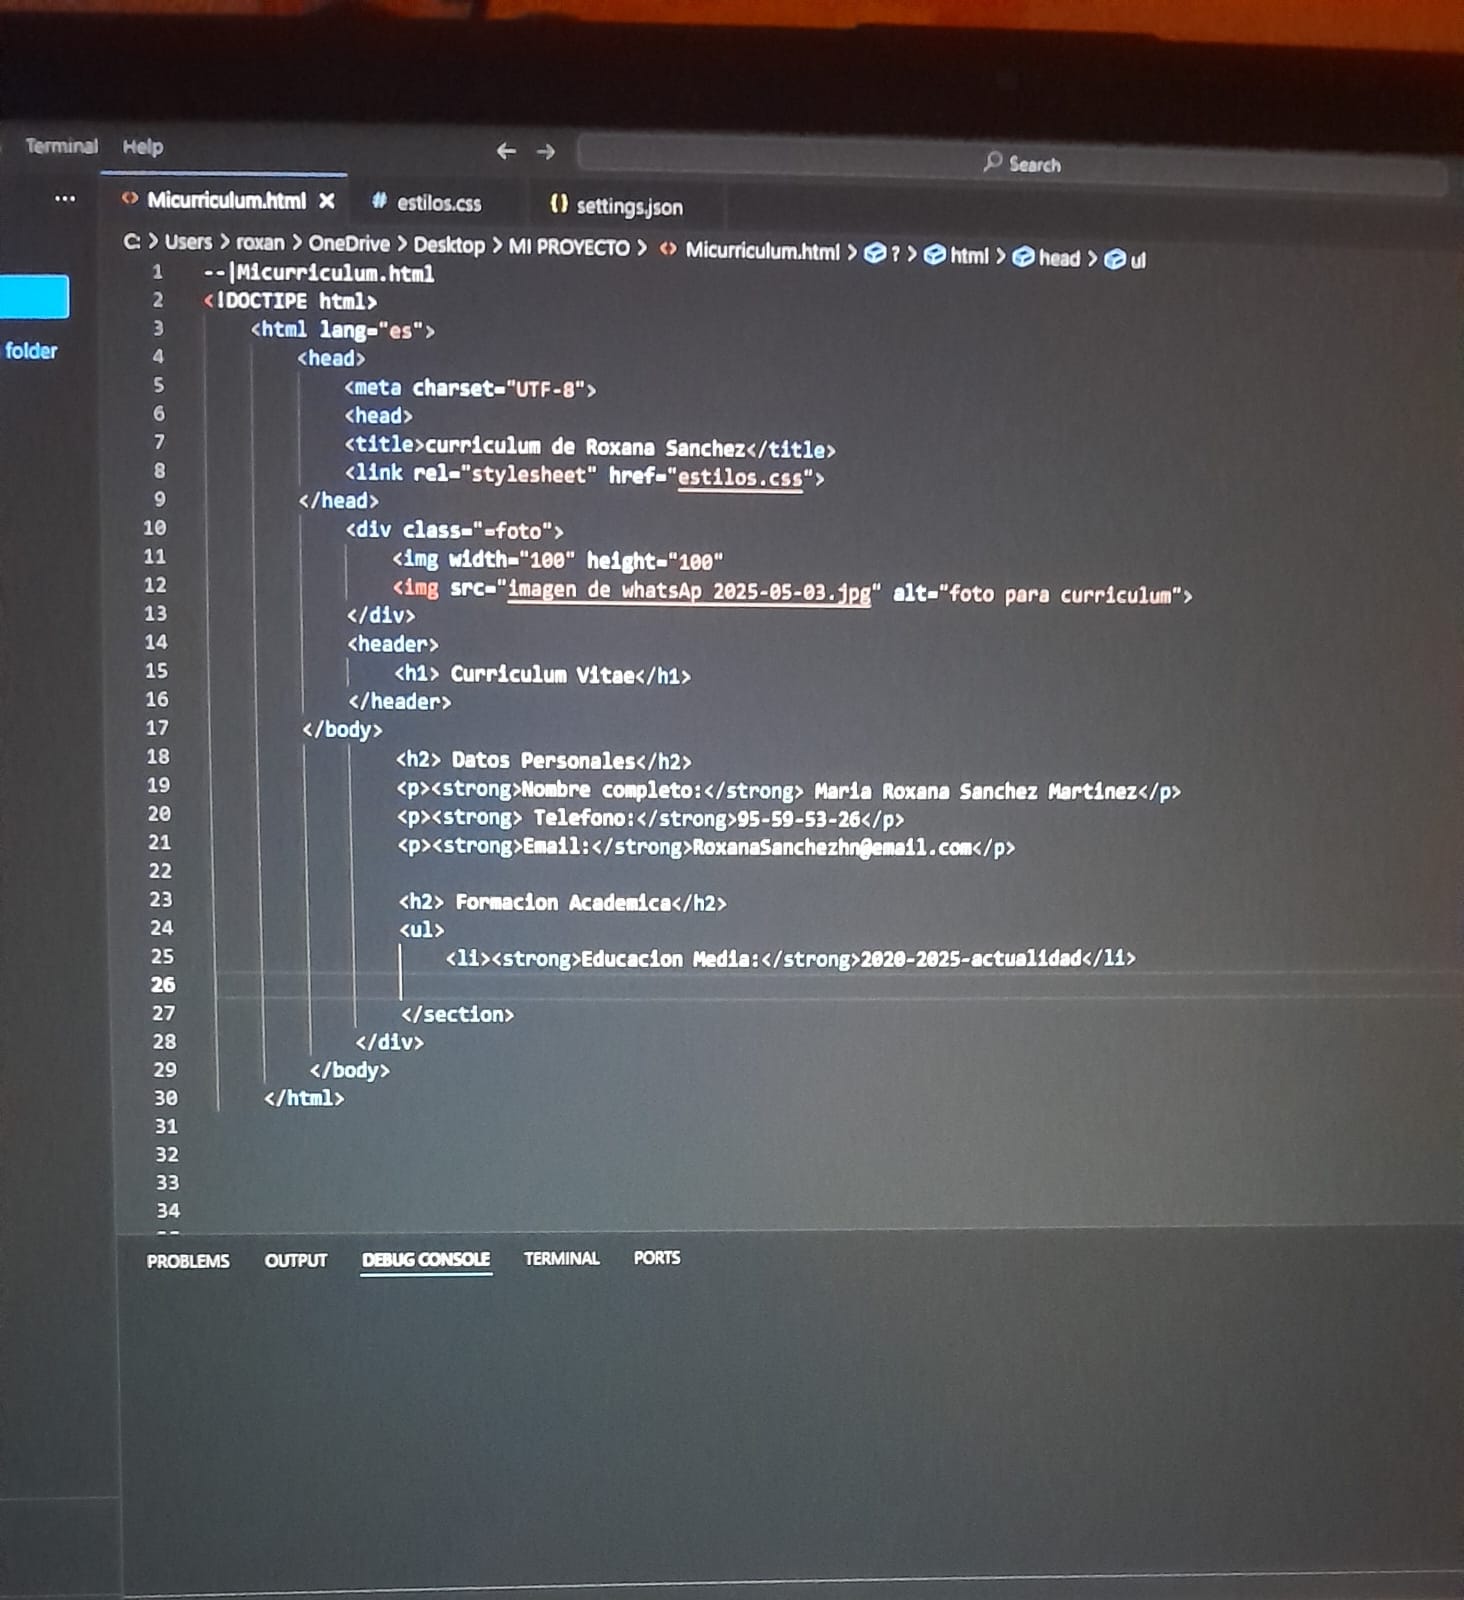 Terminal Help
Search
... <> Micurriculum.html X # estilos.css {} settings.json
C: > Users > roxan > OneDrive > Desktop > MI PROYECTO > <> Micurriculum.html > ? > html > head > ul
folder
1 --|Micurriculum.html
2 <!DOCTIPE html>
3 <html lang="es">
4 <head>
5 <meta charset="UTF-8">
6 <head>
7 <title>curriculum de Roxana Sanchez</title>
8 <link rel="stylesheet" href="estilos.css">
9 </head>
10 <div class="=foto">
11 <img width="100" height="100"
12 <img src="imagen de whatsAp 2025-05-03.jpg" alt="foto para curriculum">
13 </div>
14 <header>
15 <h1> Curriculum Vitae</h1>
16 </header>
17 </body>
18 <h2> Datos Personales</h2>
19 <p><strong>Nombre completo:</strong> Maria Roxana Sanchez Martinez</p>
20 <p><strong> Telefono:</strong>95-59-53-26</p>
21 <p><strong>Email:</strong>RoxanaSanchezhn@email.com</p>
22
23 <h2> Formacion Academica</h2>
24 <ul>
25 <li><strong>Educacion Media:</strong>2020-2025-actualidad</li>
26
27 </section>
28 </div>
29 </body>
30 </html>
31
32
33
34
PROBLEMS OUTPUT DEBUG CONSOLE TERMINAL PORTS